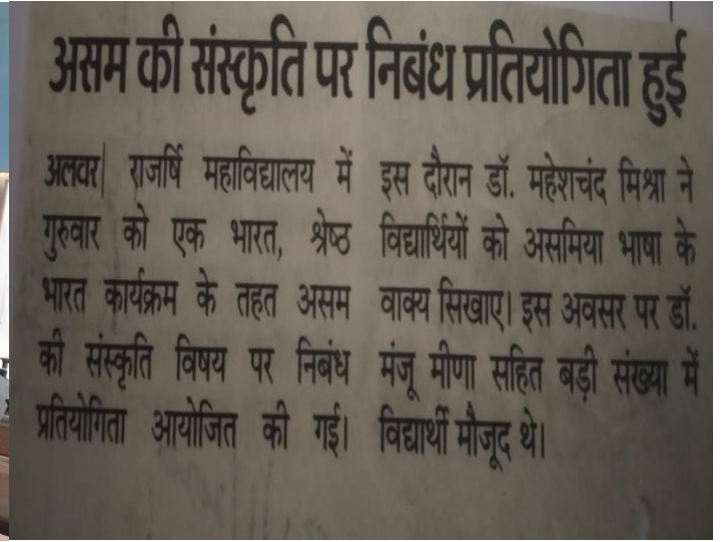 असम की संस्कृति पर निबंध प्रतियोगिता हुई
अलवर| राजर्षि महाविद्यालय में
गुरुवार को एक भारत, श्रेष्ठ
भारत कार्यक्रम के तहत असम
की संस्कृति विषय पर निबंध
प्रतियोगिता आयोजित की गई।
इस दौरान डॉ. महेशचंद मिश्रा ने
विद्यार्थियों को असमिया भाषा के
वाक्य सिखाए। इस अवसर पर डॉ.
मंजू मीणा सहित बड़ी संख्या में
विद्यार्थी मौजूद थे।